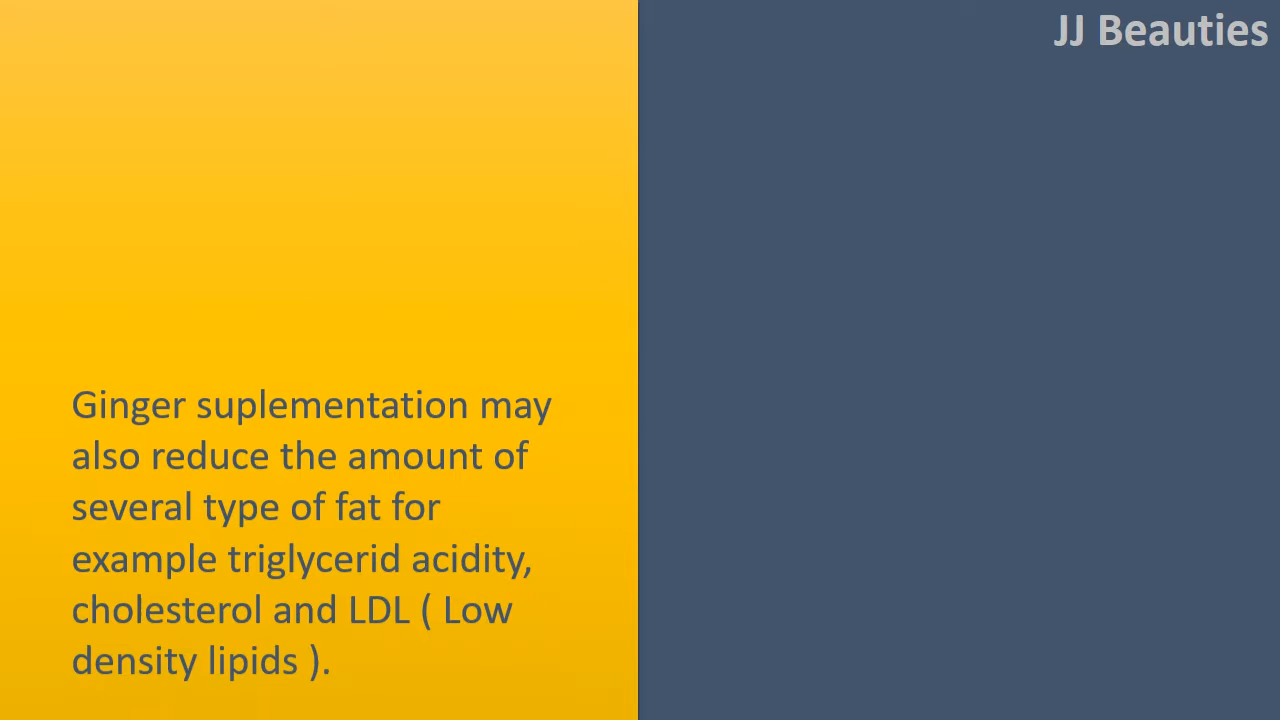 JJ Beauties
Ginger suplementation may
also reduce the amount of
several type of fat for
example triglycerid acidity,
cholesterol and LDL ( Low
density lipids ).